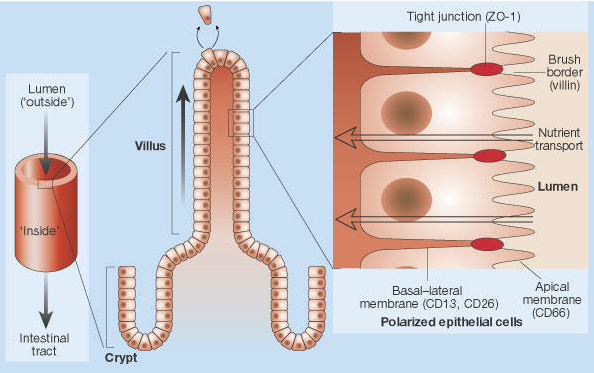 Lumen
('outside')
'Inside'
Intestinal
tract
Villus
Crypt
Tight junction (ZO-1)
Brush
border
(villin)
Nutrient
transport
Lumen
Basal–lateral
membrane (CD13, CD26)
Apical
membrane
(CD66)
Polarized epithelial cells